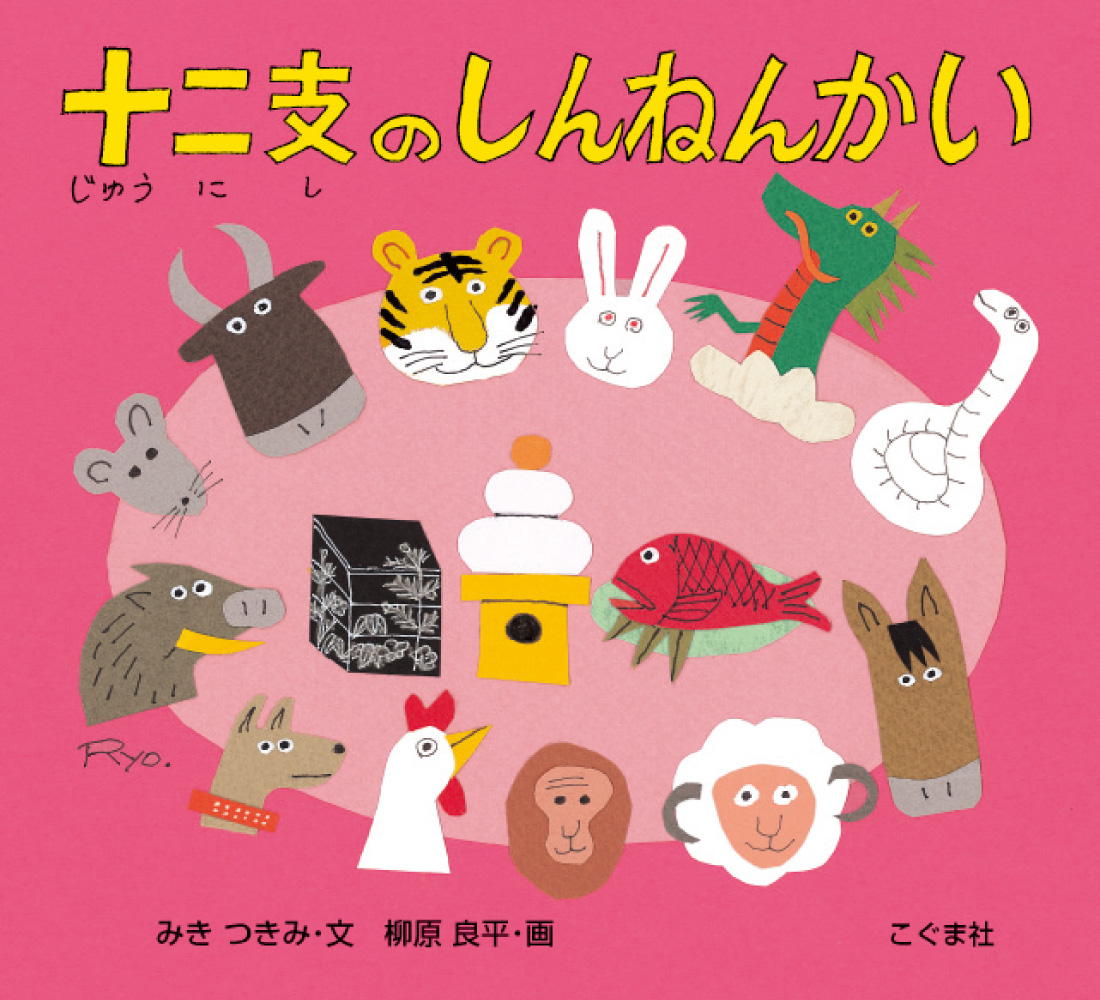 十二支のしんねんかい
じゅう に し
Ryo.
みき つきみ・文 柳原 良平・画
こぐま社